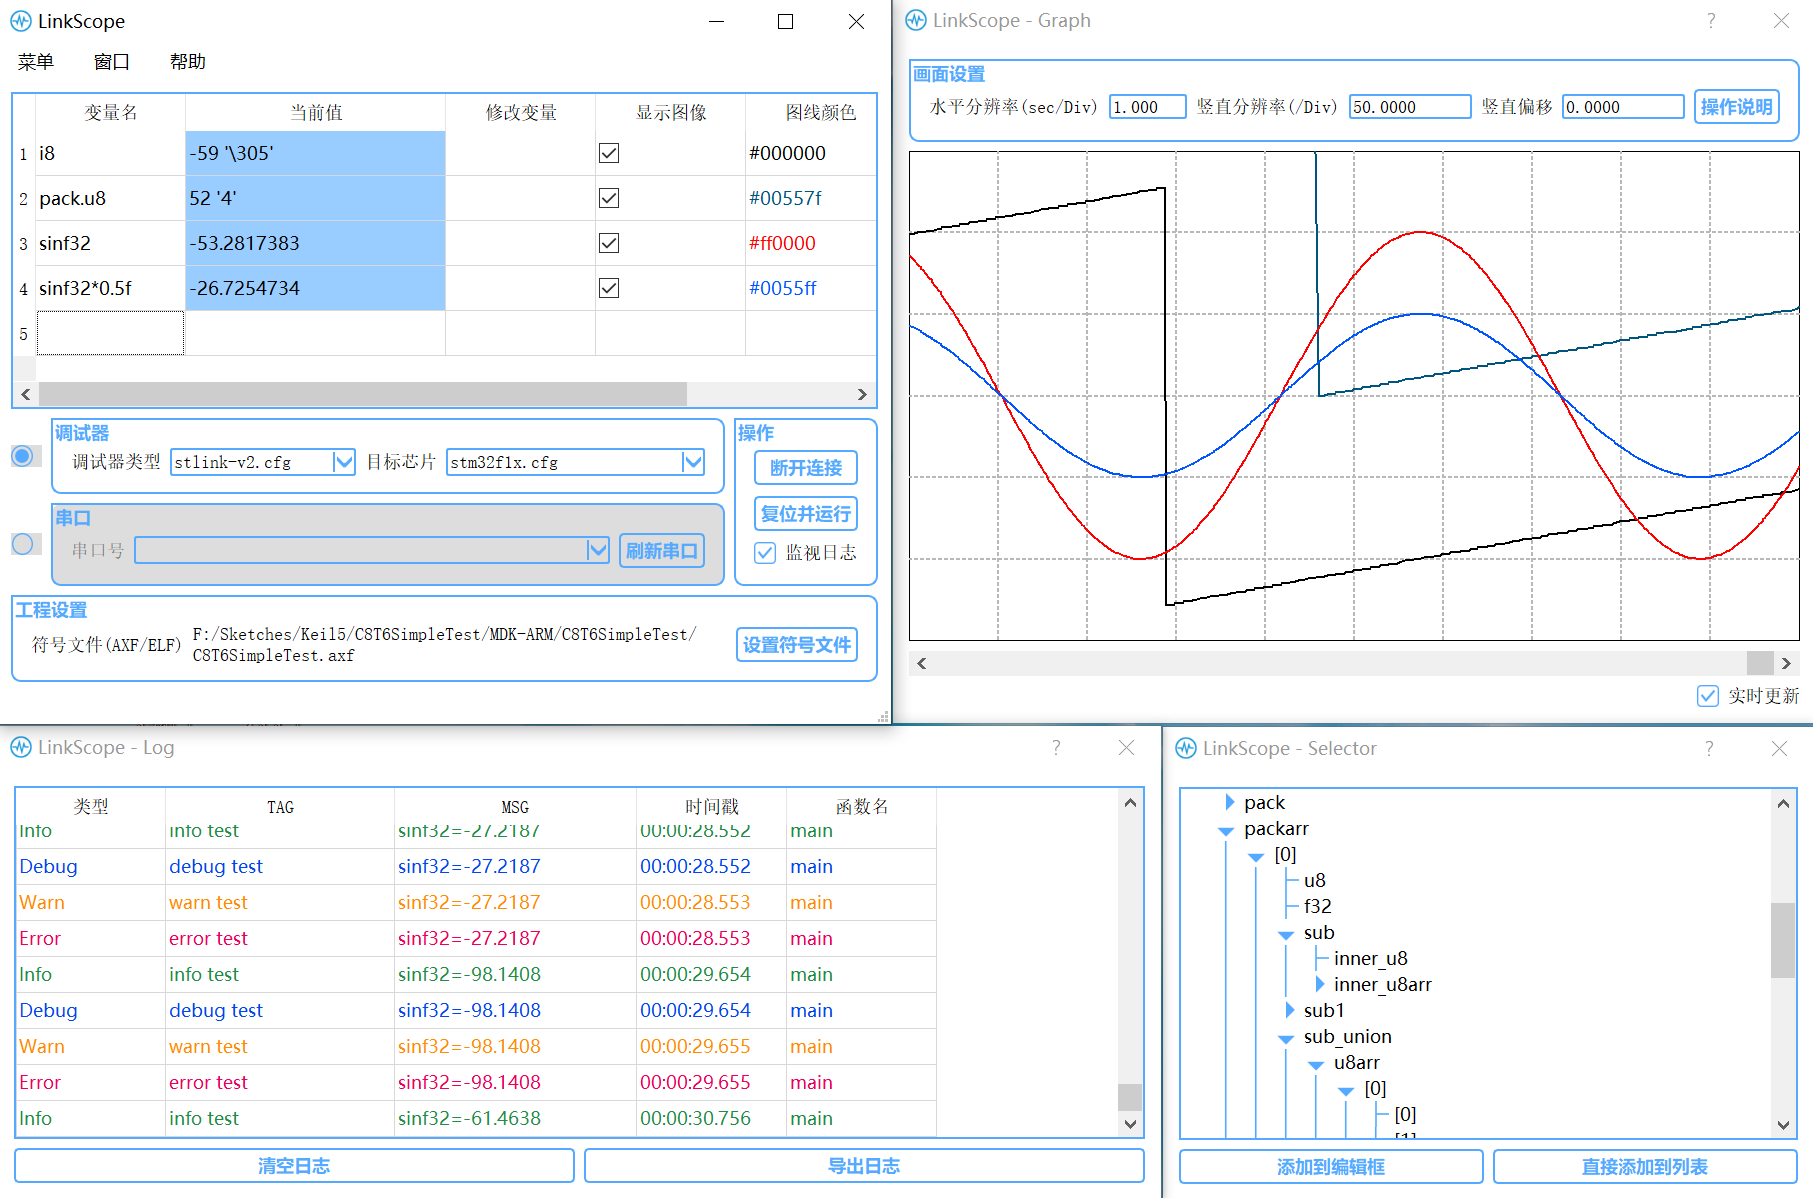 LinkScope
菜单 窗口 帮助
变量名 当前值 修改变量 显示图像 图线颜色
1 i8 -59 '\305' #000000
2 pack.u8 52 '4' #00557f
3 sinf32 -53.2817383 #ff0000
4 sinf32*0.5f -26.7254734 #0055ff
5
调试器
调试器类型 stlink-v2.cfg 目标芯片 stm32f1x.cfg
串口
串口号 刷新串口
操作
断开连接
复位并运行
监视日志
工程设置
符号文件(AXF/ELF) F:/Sketches/Keil5/C8T6SimpleTest/MDK-ARM/C8T6SimpleTest/
C8T6SimpleTest.axf
设置符号文件
LinkScope - Graph ?
画面设置
水平分辨率(sec/Div) 1.000 竖直分辨率(/Div) 50.0000 竖直偏移 0.0000 操作说明
实时更新
LinkScope - Log ?
类型 TAG MSG 时间戳 函数名
Info info test sinf32=-27.2187 00:00:28.552 main
Debug debug test sinf32=-27.2187 00:00:28.552 main
Warn warn test sinf32=-27.2187 00:00:28.553 main
Error error test sinf32=-27.2187 00:00:28.553 main
Info info test sinf32=-98.1408 00:00:29.654 main
Debug debug test sinf32=-98.1408 00:00:29.654 main
Warn warn test sinf32=-98.1408 00:00:29.655 main
Error error test sinf32=-98.1408 00:00:29.655 main
Info info test sinf32=-61.4638 00:00:30.756 main
清空日志 导出日志
LinkScope - Selector ?
pack
packarr
[0]
u8
f32
sub
inner_u8
inner_u8arr
sub1
sub_union
u8arr
[0]
[0]
添加到编辑框 直接添加到列表